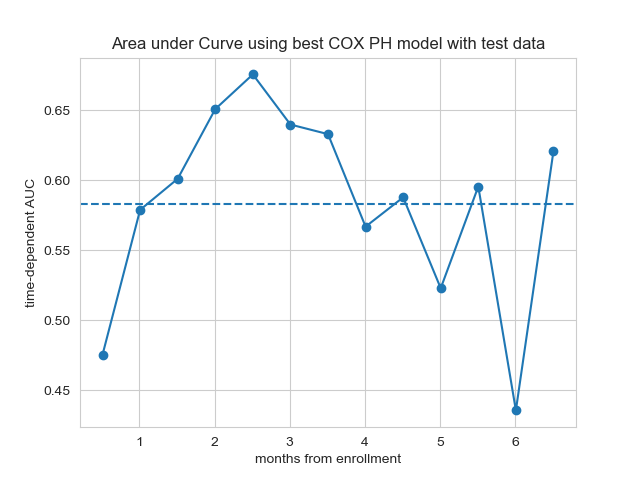 Area under Curve using best COX PH model with test data
time-dependent AUC
0.65
0.60
0.55
0.50
0.45
1 2 3 4 5 6
months from enrollment